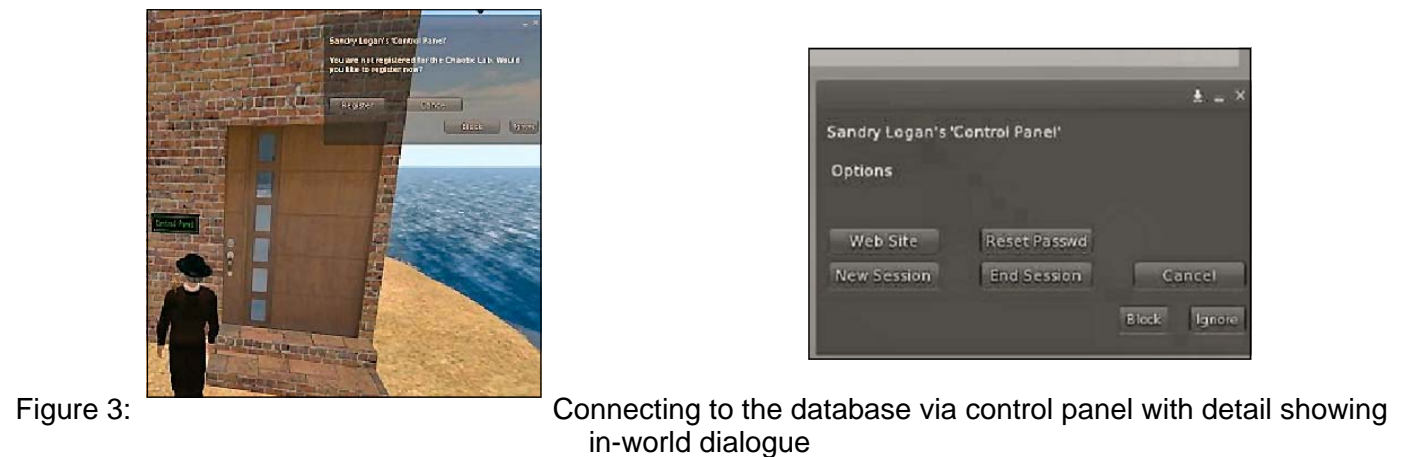 Sandry Logan's 'Control Panel'
You are not registered for the Chaotic Lab. Would
you like to register now?
Register Cancel
Block Ignore
Control Panel
Sandry Logan's 'Control Panel'
Options
Web Site Reset Passwd
New Session End Session Cancel
Block Ignore
Figure 3: Connecting to the database via control panel with detail showing
in-world dialogue